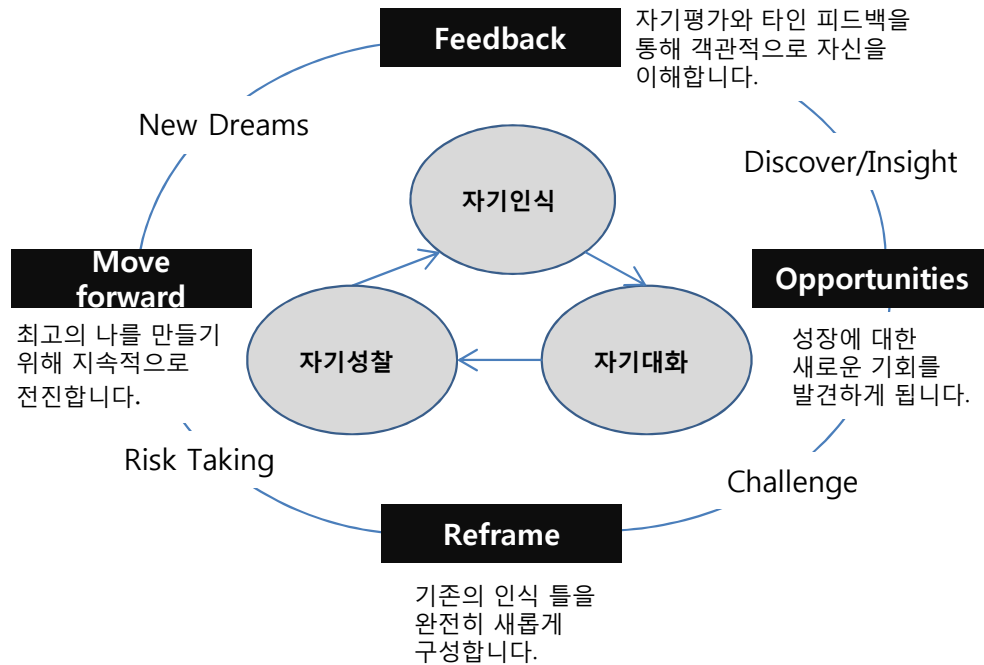 Feedback
자기평가와 타인 피드백을
통해 객관적으로 자신을
이해합니다.
New Dreams
Discover/Insight
자기인식
Move
forward
Opportunities
최고의 나를 만들기
위해 지속적으로
전진합니다.
자기성찰
자기대화
성장에 대한
새로운 기회를
발견하게 됩니다.
Risk Taking
Challenge
Reframe
기존의 인식 틀을
완전히 새롭게
구성합니다.